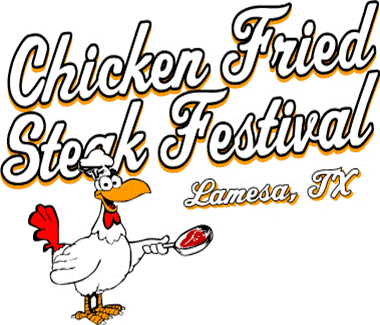 Chicken Fried
Steak Festival
Lamesa, TX